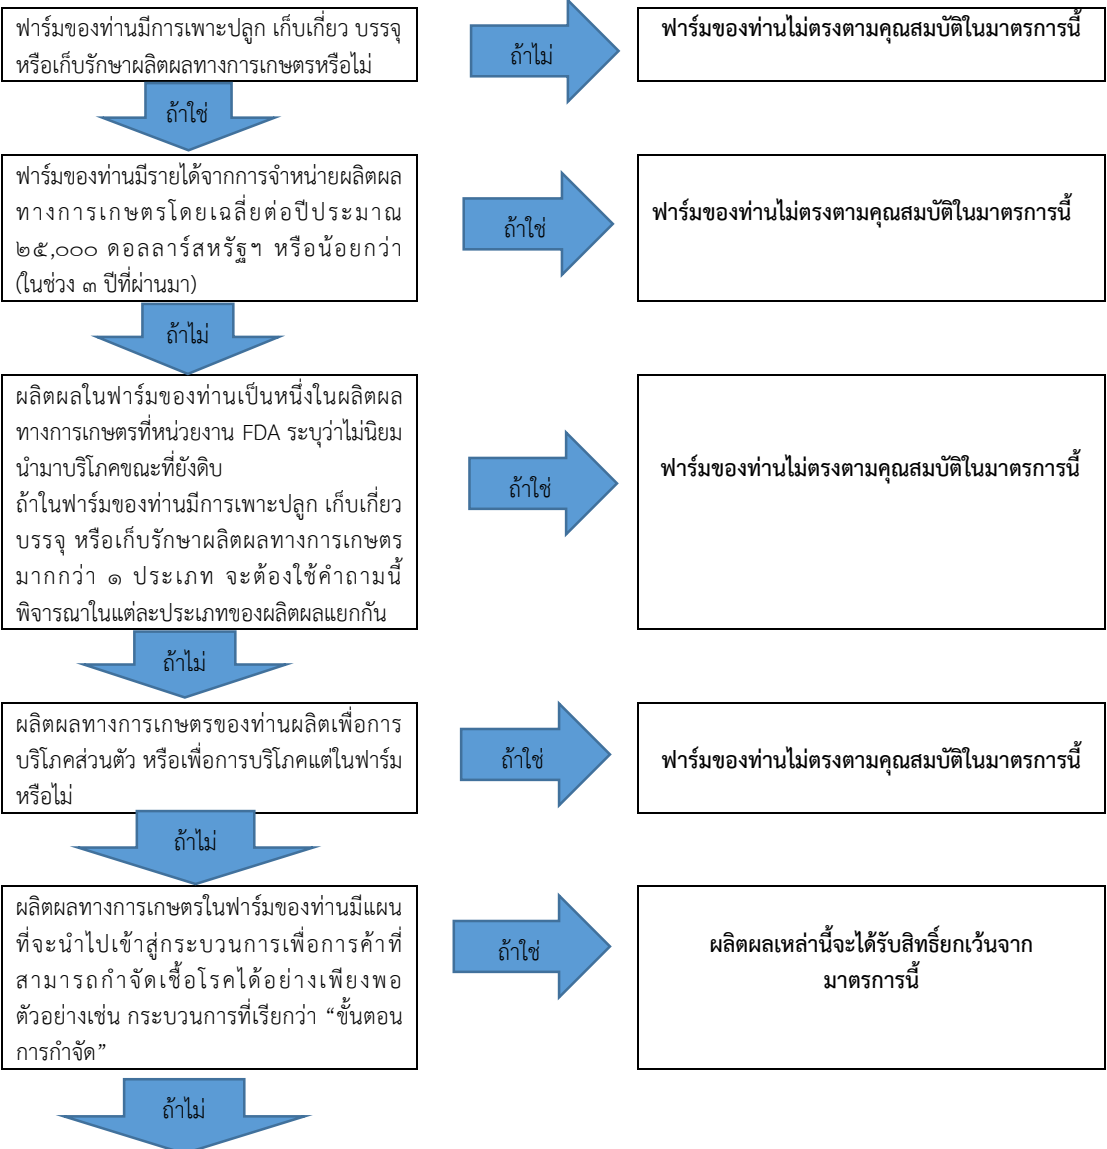 ฟาร์มของท่านมีการเพาะปลูก เก็บเกี่ยว บรรจุ
หรือเก็บรักษาผลิตผลทางการเกษตรหรือไม่
ถ้าไม่
ฟาร์มของท่านไม่ตรงตามคุณสมบัติในมาตรการนี้
ถ้าใช่
ฟาร์มของท่านมีรายได้จากการจำหน่ายผลิตผล
ทางการเกษตรโดยเฉลี่ยต่อปีประมาณ
๒๕,๐๐๐ ดอลลาร์สหรัฐฯ หรือน้อยกว่า
(ในช่วง ๓ ปีที่ผ่านมา)
ถ้าใช่
ฟาร์มของท่านไม่ตรงตามคุณสมบัติในมาตรการนี้
ถ้าไม่
ผลิตผลในฟาร์มของท่านเป็นหนึ่งในผลิตผล
ทางการเกษตรที่หน่วยงาน FDA ระบุว่าไม่นิยม
นำมาบริโภคขณะที่ยังดิบ
ถ้าในฟาร์มของท่านมีการเพาะปลูก เก็บเกี่ยว
บรรจุ หรือเก็บรักษาผลิตผลทางการเกษตร
มากกว่า ๑ ประเภท จะต้องใช้คำถามนี้
พิจารณาในแต่ละประเภทของผลิตผลแยกกัน
ถ้าใช่
ฟาร์มของท่านไม่ตรงตามคุณสมบัติในมาตรการนี้
ถ้าไม่
ผลิตผลทางการเกษตรของท่านผลิตเพื่อการ
บริโภคส่วนตัว หรือเพื่อการบริโภคแต่ในฟาร์ม
หรือไม่
ถ้าใช่
ฟาร์มของท่านไม่ตรงตามคุณสมบัติในมาตรการนี้
ถ้าไม่
ผลิตผลทางการเกษตรในฟาร์มของท่านมีแผน
ที่จะนำไปเข้าสู่กระบวนการเพื่อการค้าที่
สามารถกำจัดเชื้อโรคได้อย่างเพียงพอ
ตัวอย่างเช่น กระบวนการที่เรียกว่า “ขั้นตอน
การกำจัด”
ถ้าใช่
ผลิตผลเหล่านี้จะได้รับสิทธิ์ยกเว้นจาก
มาตรการนี้
ถ้าไม่